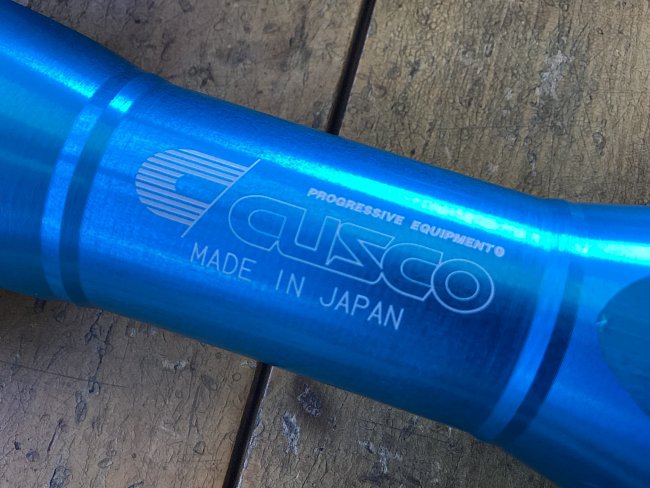 PROGRESSIVE EQUIPMENT®
CUSCO
MADE IN JAPAN